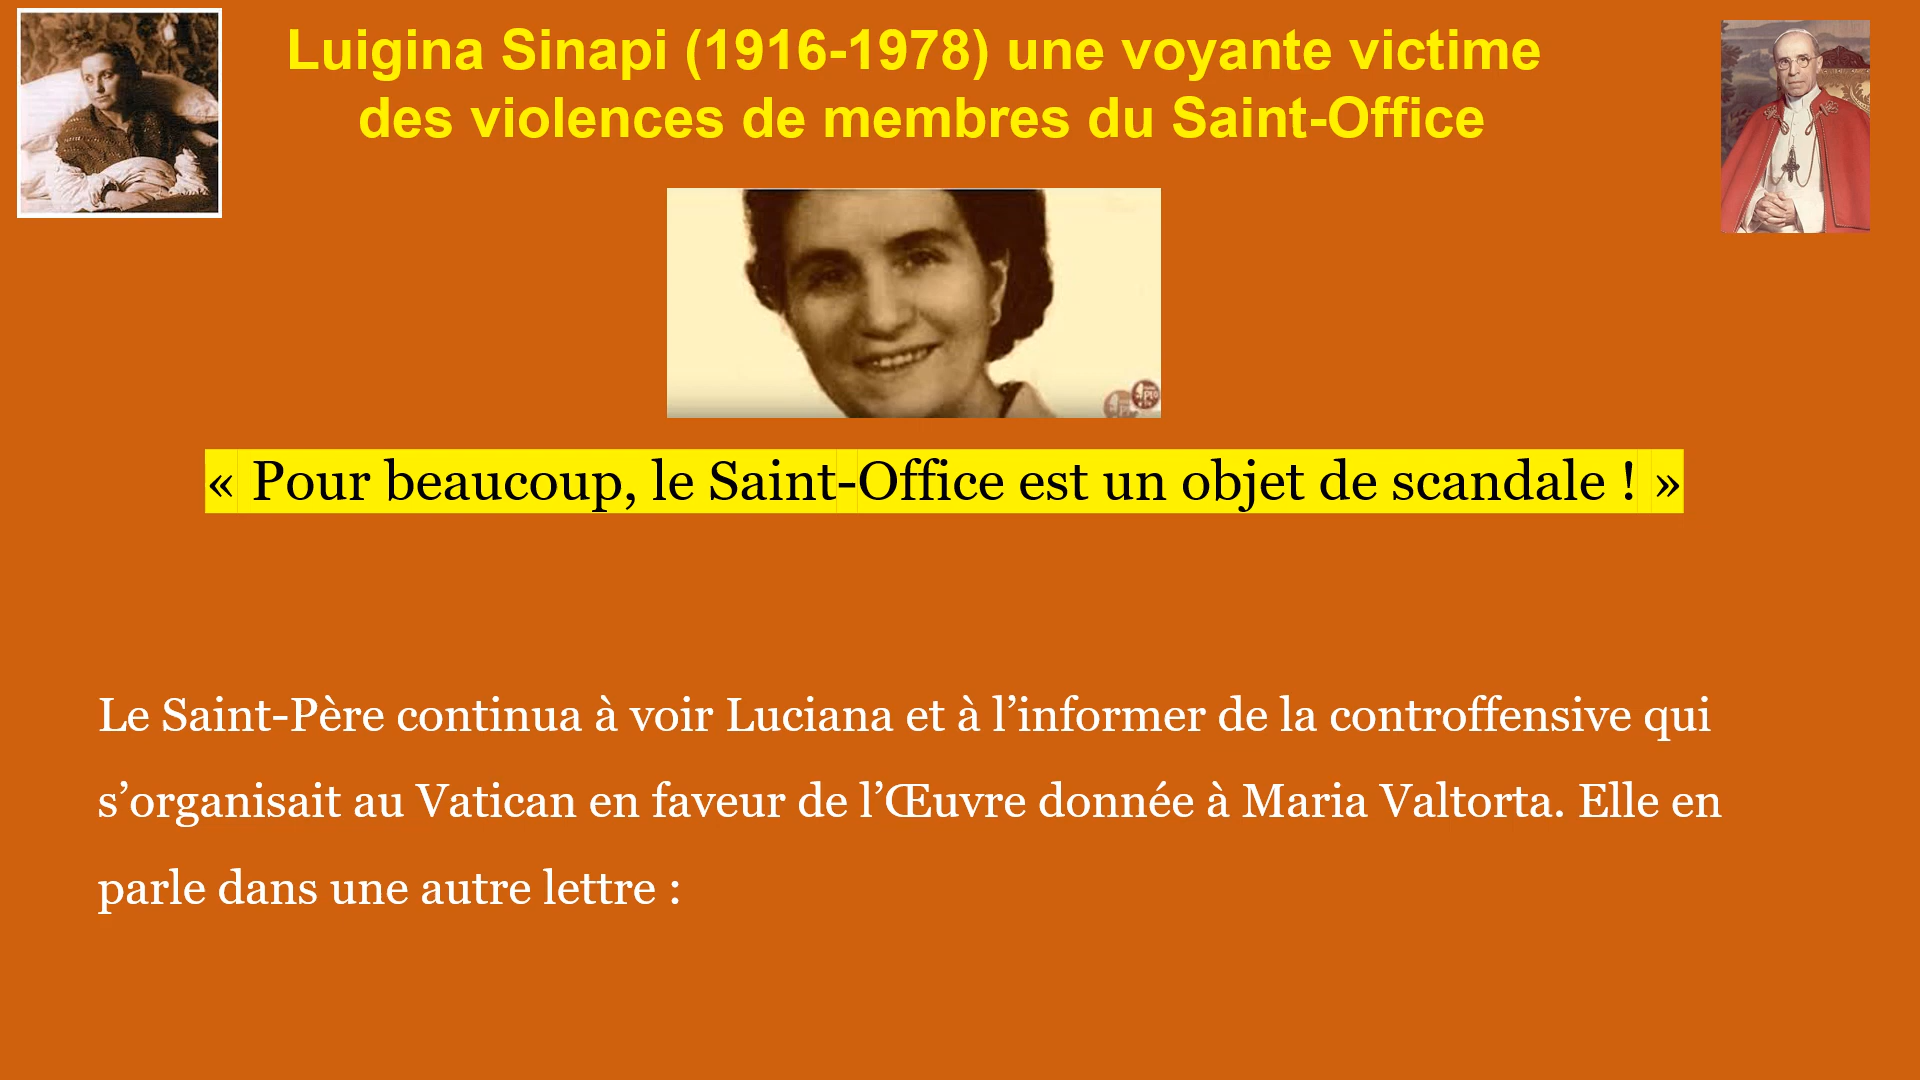 Luigina Sinapi (1916-1978) une voyante victime
des violences de membres du Saint-Office
« Pour beaucoup, le Saint-Office est un objet de scandale ! »
Le Saint-Père continua à voir Luciana et à l’informer de la controffensive qui
s’organisait au Vatican en faveur de l’Œuvre donnée à Maria Valtorta. Elle en
parle dans une autre lettre :